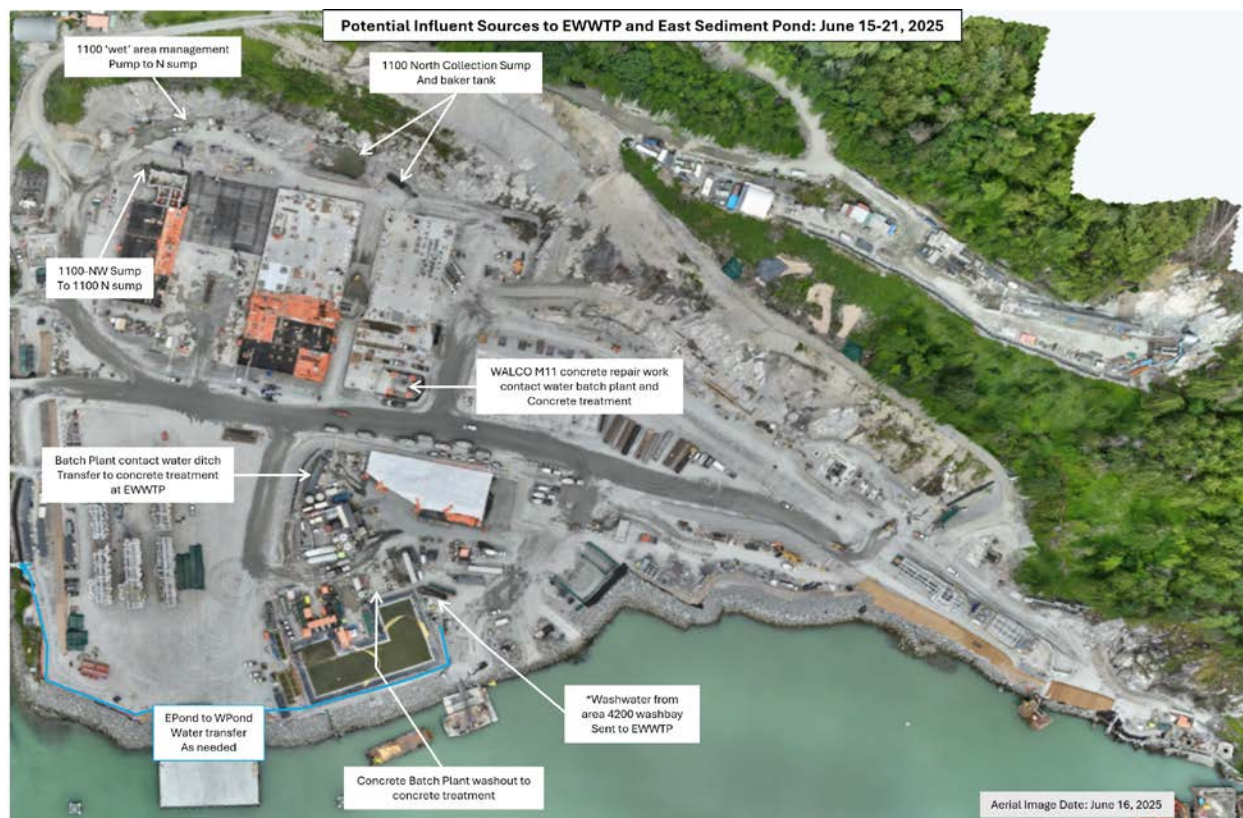 Potential Influent Sources to EWWTP and East Sediment Pond: June 15-21, 2025
1100 'wet' area management
Pump to N sump
1100 North Collection Sump
And baker tank
1100-NW Sump
To 1100 N sump
WALCO M11 concrete repair work
contact water batch plant and
Concrete treatment
Batch Plant contact water ditch
Transfer to concrete treatment
at EWWTP
*Washwater from
area 4200 washbay
Sent to EWWTP
EPond to WPond
Water transfer
As needed
Concrete Batch Plant washout to
concrete treatment
Aerial Image Date: June 16, 2025